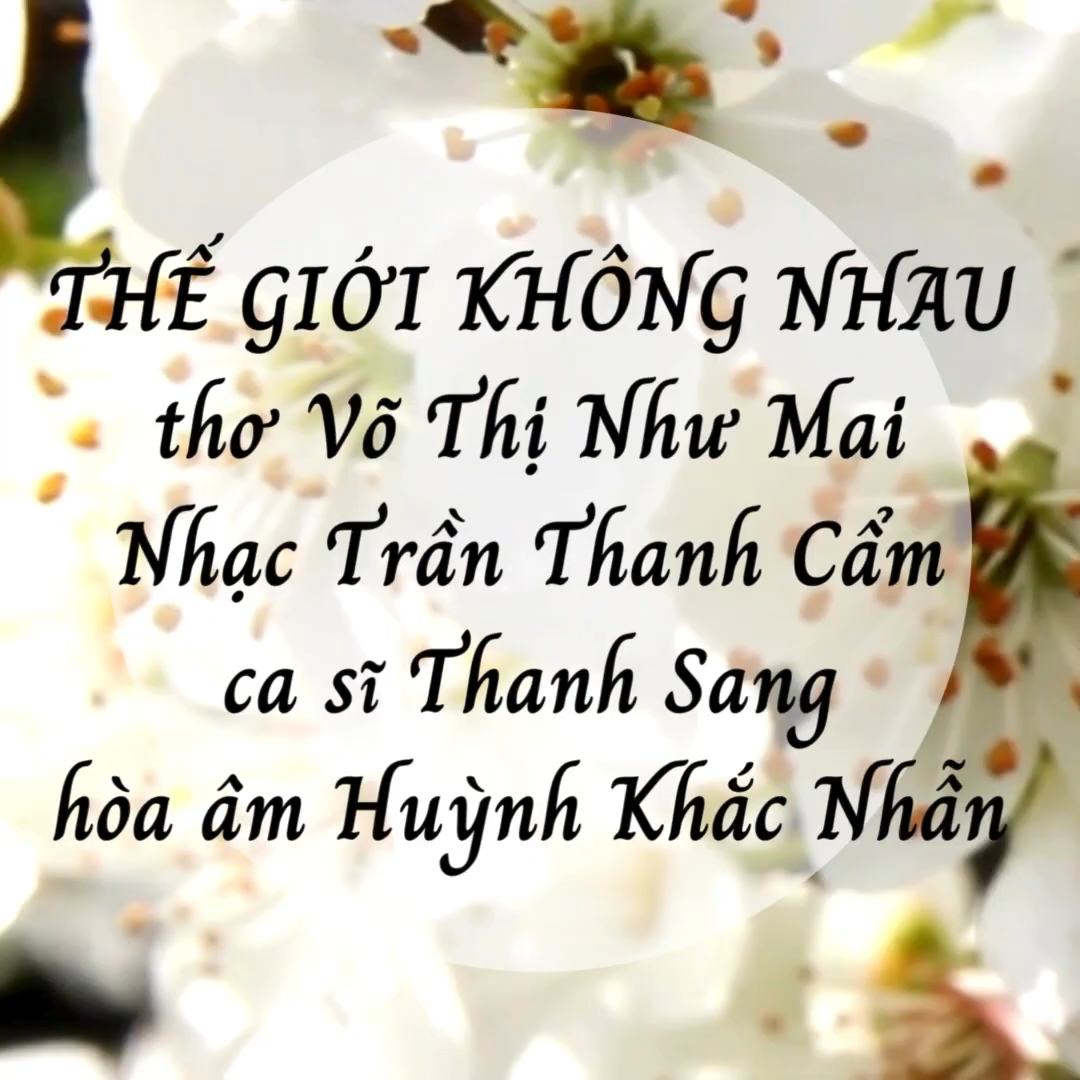 THẾ GIỚI KHÔNG NHAU
thơ Võ Thị Như Mai
Nhạc Trần Thanh Cẩm
ca sĩ Thanh Sang
hòa âm Huỳnh Khắc Nhẫn